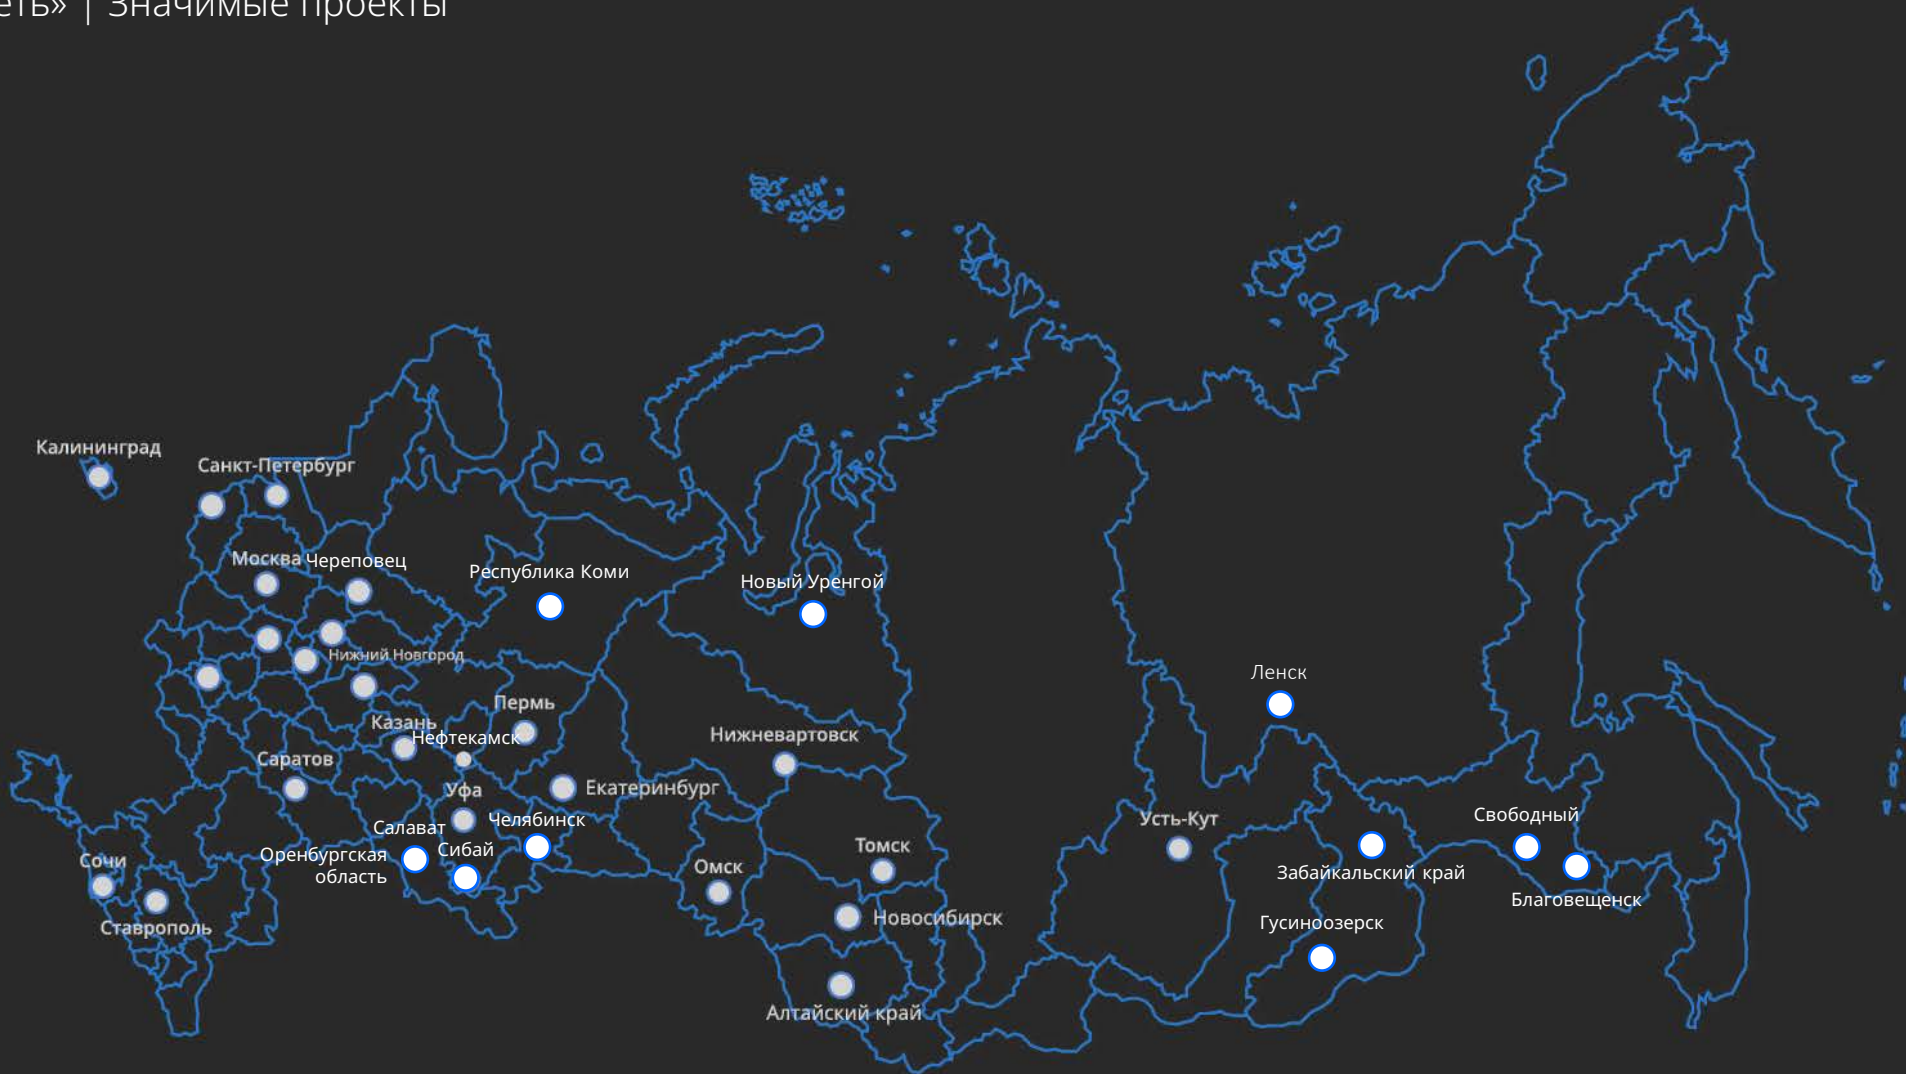 еть» | Значимые проекты
Калининград
Санкт-Петербург
Москва
Череповец
Республика Коми
Новый Уренгой
Нижний Новгород
Ленск
Пермь
Казань
Нефтекамск
Нижневартовск
Саратов
Уфа
Екатеринбург
Челябинск
Салават
Сибай
Оренбургская
область
Усть-Кут
Свободный
Томск
Сочи
Омск
Забайкальский край
Благовещенск
Ставрополь
Новосибирск
Гусиноозерск
Алтайский край